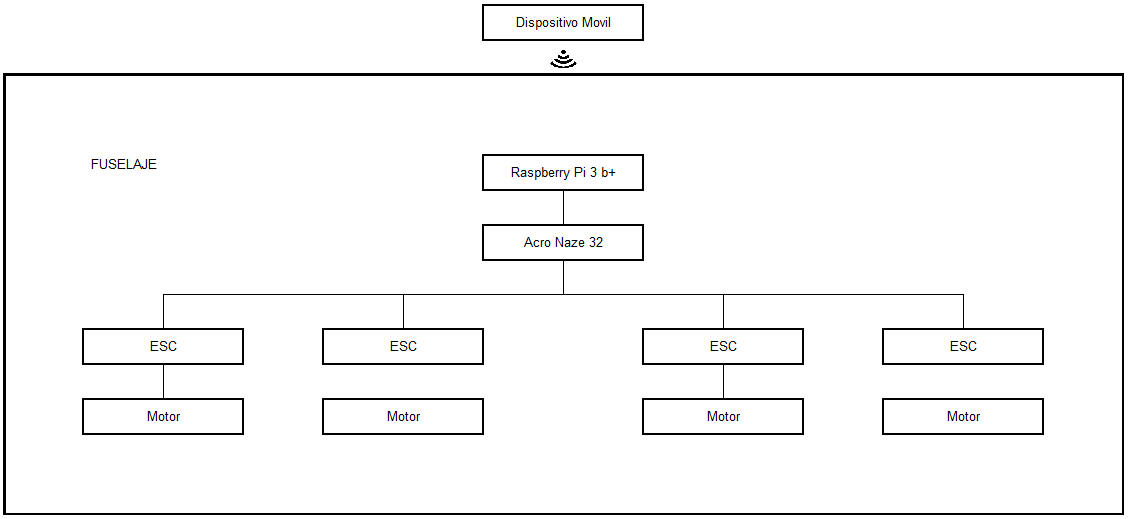 Dispositivo Movil
FUSELAJE
Raspberry Pi 3 b+
Acro Naze 32
ESC
ESC
ESC
ESC
Motor
Motor
Motor
Motor